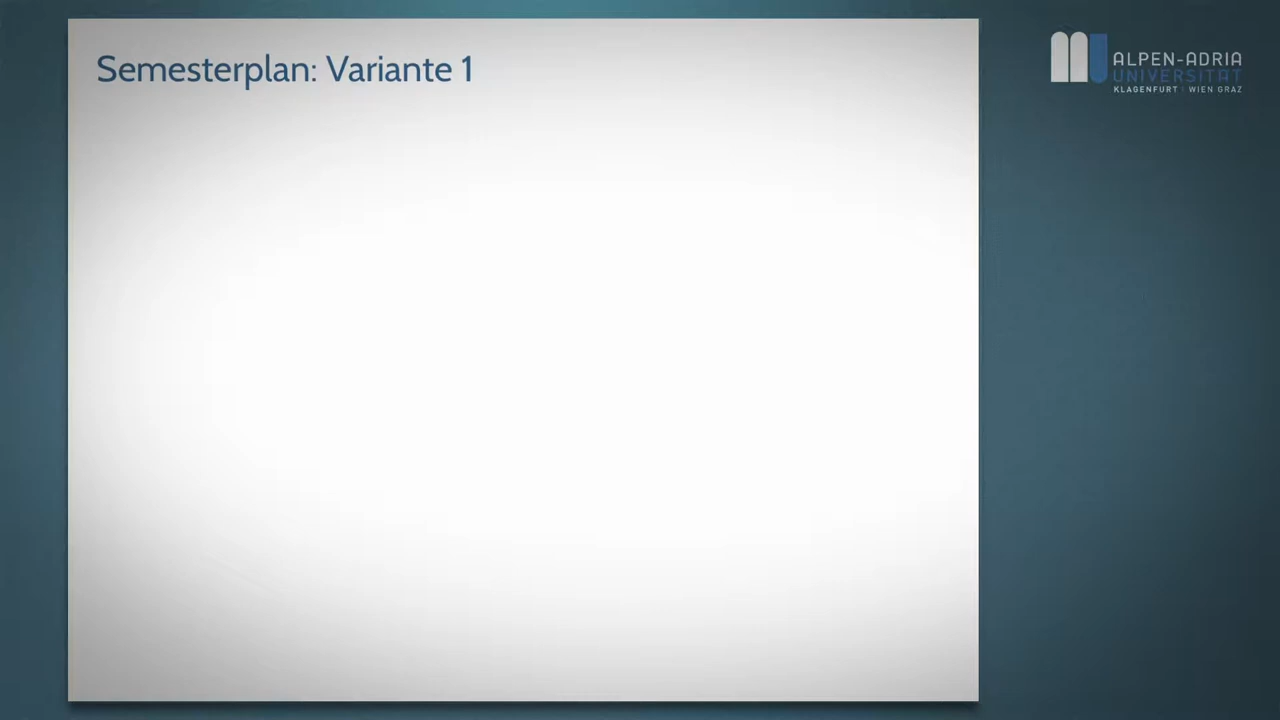 Semesterplan: Variante 1
ALPEN-ADRIA
UNIVERSITÄT
KLAGENFURT | WIEN GRAZ